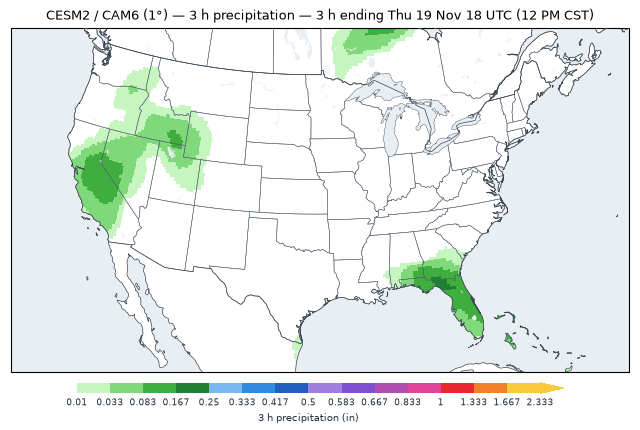 CESM2 / CAM6 (1°) — 3 h precipitation — 3 h ending Thu 19 Nov 18 UTC (12 PM CST)
0.01 0.033 0.083 0.167 0.25 0.333 0.417 0.5 0.583 0.667 0.833 1 1.333 1.667 2.333
3 h precipitation (in)